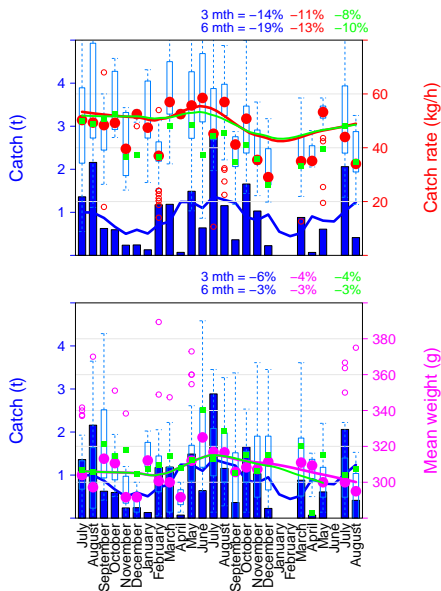 3 mth = −14% −11% −8%
6 mth = −19% −13% −10%
Catch (t)
5
4
3
2
1
60
40
20
Catch rate (kg/h)
3 mth = −6% −4% −4%
6 mth = −3% −3% −3%
Catch (t)
5
4
3
2
1
380
360
340
320
300
Mean weight (g)
July
August
September
October
November
December
January
February
March
April
May
June
July
August
September
October
November
December
January
February
March
April
May
June
July
August